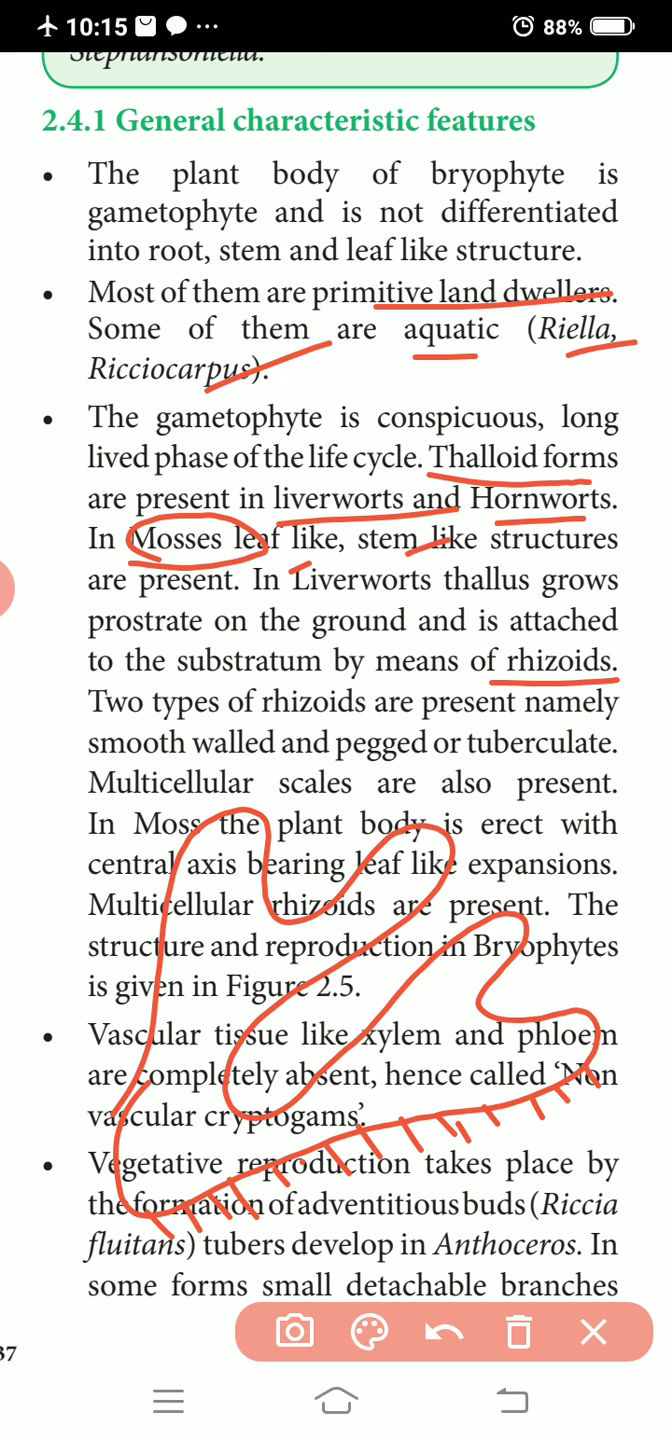 10:15
88%
Stephansoniella.
2.4.1 General characteristic features
• The plant body of bryophyte is
gametophyte and is not differentiated
into root, stem and leaf like structure.
• Most of them are primitive land dwellers.
Some of them are aquatic (Riella,
Ricciocarpus).
• The gametophyte is conspicuous, long
lived phase of the life cycle. Thalloid forms
are present in liverworts and Hornworts.
In Mosses leaf like, stem like structures
are present. In Liverworts thallus grows
prostrate on the ground and is attached
to the substratum by means of rhizoids.
Two types of rhizoids are present namely
smooth walled and pegged or tuberculate.
Multicellular scales are also present.
In Moss the plant body is erect with
central axis bearing leaf like expansions.
Multicellular rhizoids are present. The
structure and reproduction in Bryophytes
is given in Figure 2.5.
• Vascular tissue like xylem and phloem
are completely absent, hence called ‘Non
vascular cryptogams’.
• Vegetative reproduction takes place by
the formation of adventitious buds (Riccia
fluitans) tubers develop in Anthoceros. In
some forms small detachable branches
37